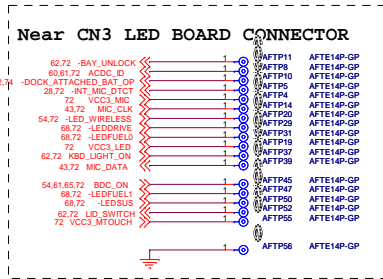 Near CN3 LED BOARD CONNECTOR
62,72 -BAY_UNLOCK 1 AFTP11 AFTE14P-GP
60,61,72 ACDC_ID 1 AFTP8 AFTE14P-GP
-DOCK_ATTACHED_BAT_OP 1 AFTP10 AFTE14P-GP
28,72 -INT_MIC_DTCT 1 AFTP5 AFTE14P-GP
72 VCC3_MIC 1 AFTP4 AFTE14P-GP
43,72 MIC_CLK 1 AFTP14 AFTE14P-GP
54,72 -LED_WIRELESS 1 AFTP20 AFTE14P-GP
68,72 -LEDDRIVE 1 AFTP29 AFTE14P-GP
68,72 -LEDFUEL0 1 AFTP31 AFTE14P-GP
72 VCC3_LED 1 AFTP19 AFTE14P-GP
62,72 KBD_LIGHT_ON 1 AFTP37 AFTE14P-GP
43,72 MIC_DATA 1 AFTP39 AFTE14P-GP
54,61,65,72 BDC_ON 1 AFTP45 AFTE14P-GP
68,72 -LEDFUEL1 1 AFTP47 AFTE14P-GP
68,72 -LEDSUS 1 AFTP50 AFTE14P-GP
62,72 LID_SWITCH 1 AFTP52 AFTE14P-GP
72 VCC3_MTOUCH 1 AFTP55 AFTE14P-GP
1 AFTP56 AFTE14P-GP